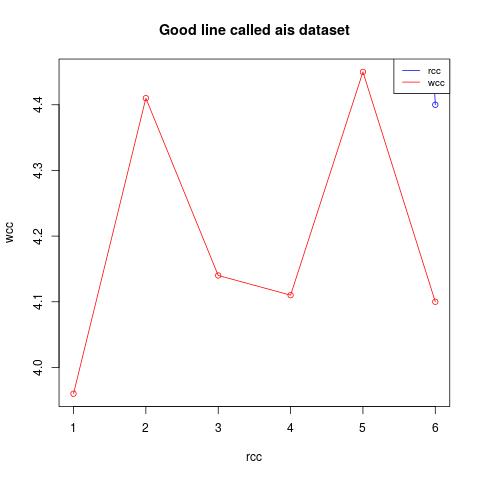 Good line called ais dataset
rcc
wcc
4.4
4.3
4.2
4.1
4.0
wcc
1 2 3 4 5 6
rcc